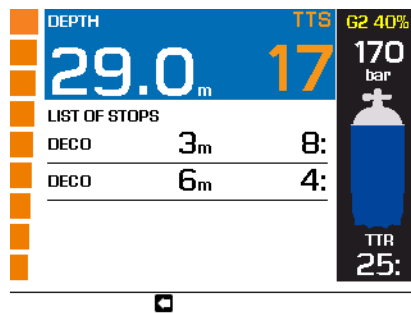 DEPTH TTS
29.0m 17
LIST OF STOPS
DECO 3m 8:
DECO 6m 4:
G2 40%
170
bar
TTR
25: